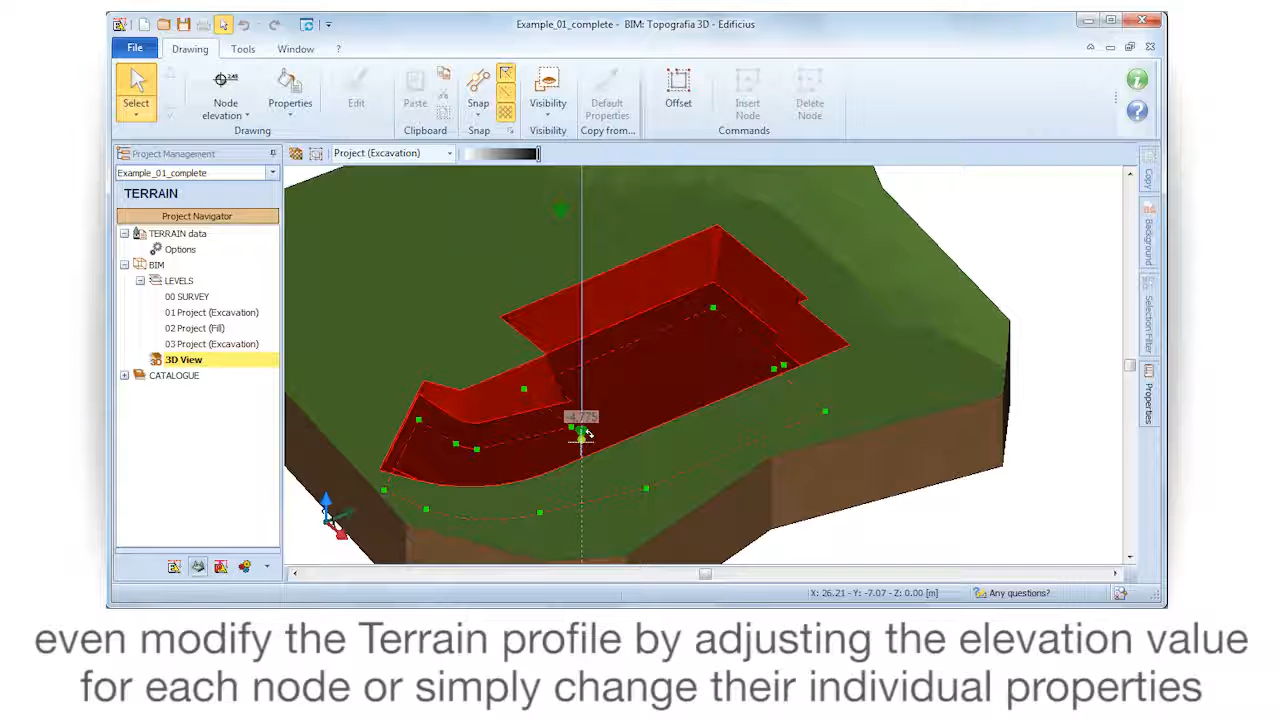 Example_01_complete - BIM: Topografia 3D - Edificius
File
Drawing
Tools
Window
?
Select
Node elevation
Properties
Edit
Drawing
Paste
Clipboard
Snap
Snap
Visibility
Visibility
Default Properties
Copy from...
Offset
Insert Node
Delete Node
Commands
Project Management
Project (Excavation)
Example_01_complete
TERRAIN
Project Navigator
TERRAIN data
Options
BIM
LEVELS
00 SURVEY
01 Project (Excavation)
02 Project (Fill)
03 Project (Excavation)
3D View
CATALOGUE
-4.775
Copy
Background
Selection Filter
Properties
X: 26.21 - Y: -7.07 - Z: 0.00 [m]
Any questions?
even modify the Terrain profile by adjusting the elevation value
for each node or simply change their individual properties